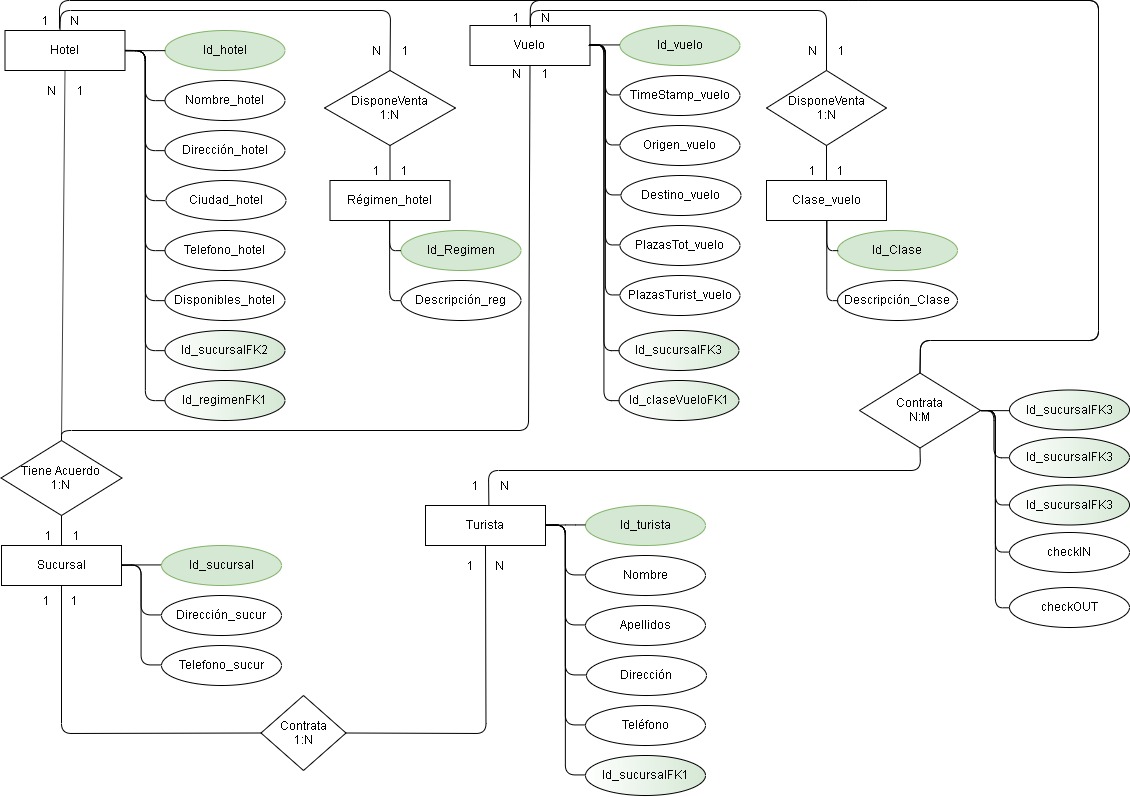 1 N
Hotel
N 1
Id_hotel
Nombre_hotel
Dirección_hotel
Ciudad_hotel
Telefono_hotel
Disponibles_hotel
Id_sucursalFK2
Id_regimenFK1
N 1
DisponeVenta
1:N
1 1
Régimen_hotel
Id_Regimen
Descripción_reg
1 N
Vuelo
N 1
Id_vuelo
TimeStamp_vuelo
Origen_vuelo
Destino_vuelo
PlazasTot_vuelo
PlazasTurist_vuelo
Id_sucursalFK3
Id_claseVueloFK1
N 1
DisponeVenta
1:N
1 1
Clase_vuelo
Id_Clase
Descripción_Clase
Contrata
N:M
Id_sucursalFK3
Id_sucursalFK3
Id_sucursalFK3
checkIN
checkOUT
Tiene Acuerdo
1:N
1 1
Sucursal
1 1
Id_sucursal
Dirección_sucur
Telefono_sucur
Contrata
1:N
1 N
Turista
1 N
Id_turista
Nombre
Apellidos
Dirección
Teléfono
Id_sucursalFK1